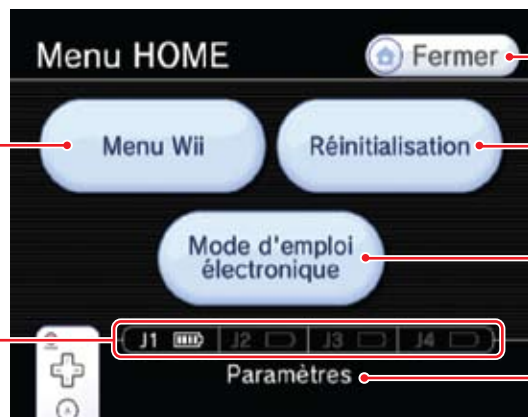 Menu HOME
Fermer
Menu Wii
Réinitialisation
Mode d'emploi
électronique
J1 J2 J3 J4
Paramètres